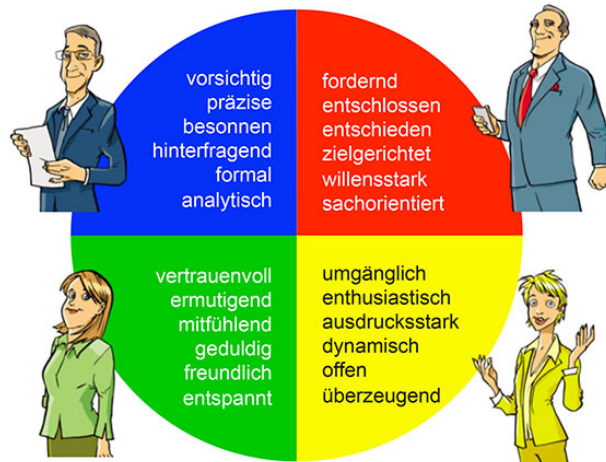 vorsichtig
präzise
besonnen
hinterfragend
formal
analytisch
fordernd
entschlossen
entschieden
zielgerichtet
willensstark
sachorientiert
vertrauenvoll
ermutigend
mitfühlend
geduldig
freundlich
entspannt
umgänglich
enthusiastisch
ausdrucksstark
dynamisch
offen
überzeugend